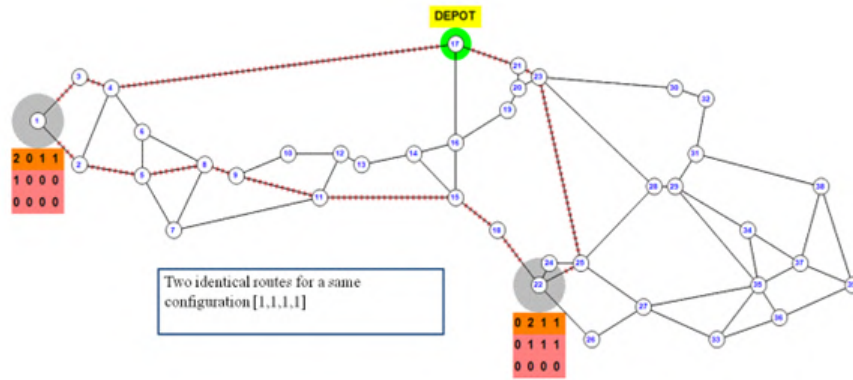 DEPOT
17
21
3 23
4 20 30
32
19
1
6
16
10 12 14 31
2 0 1 1
2 8 13
1 0 0 0
5 9
0 0 0 0
28 29 38
11 15
7 18 34
24 25 37
Two identical routes for a same
configuration [1,1,1,1]
22 35
27
36
0 2 1 1
0 1 1 1
26 33
0 0 0 0